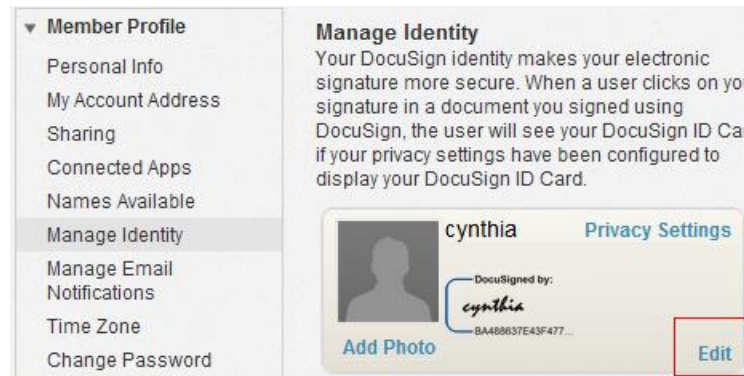 Member Profile
Personal Info
My Account Address
Sharing
Connected Apps
Names Available
Manage Identity
Manage Email
Notifications
Time Zone
Change Password
Manage Identity
Your DocuSign identity makes your electronic
signature more secure. When a user clicks on yo
signature in a document you signed using
DocuSign, the user will see your DocuSign ID Ca
if your privacy settings have been configured to
display your DocuSign ID Card.
cynthia
Privacy Settings
DocuSigned by:
cynthia
BA488637E43F477...
Add Photo
Edit